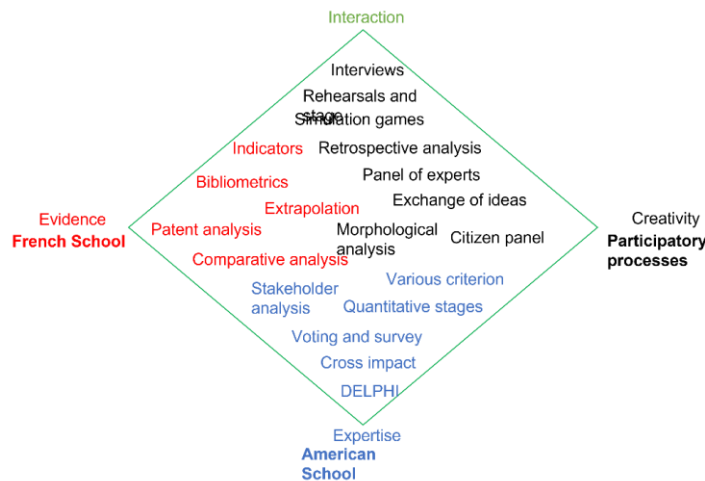 Interaction
Interviews
Rehearsals and
stage
Simulation games
Indicators
Retrospective analysis
Bibliometrics
Panel of experts
Extrapolation
Exchange of ideas
Evidence
French School
Patent analysis
Morphological
analysis
Citizen panel
Creativity
Participatory
processes
Comparative analysis
Various criterion
Stakeholder
analysis
Quantitative stages
Voting and survey
Cross impact
DELPHI
Expertise
American
School